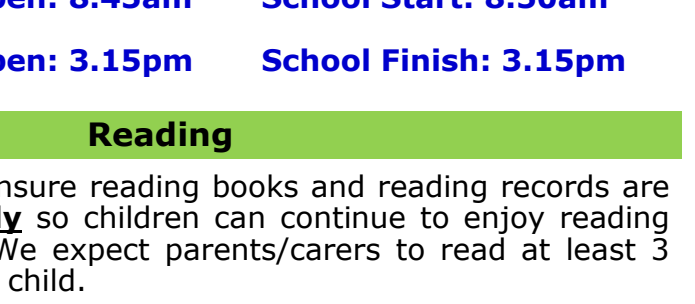 pen: 8.45am School Start: 8.50am
pen: 3.15pm School Finish: 3.15pm
Reading
nsure reading books and reading records are
ly so children can continue to enjoy reading
We expect parents/carers to read at least 3
child.